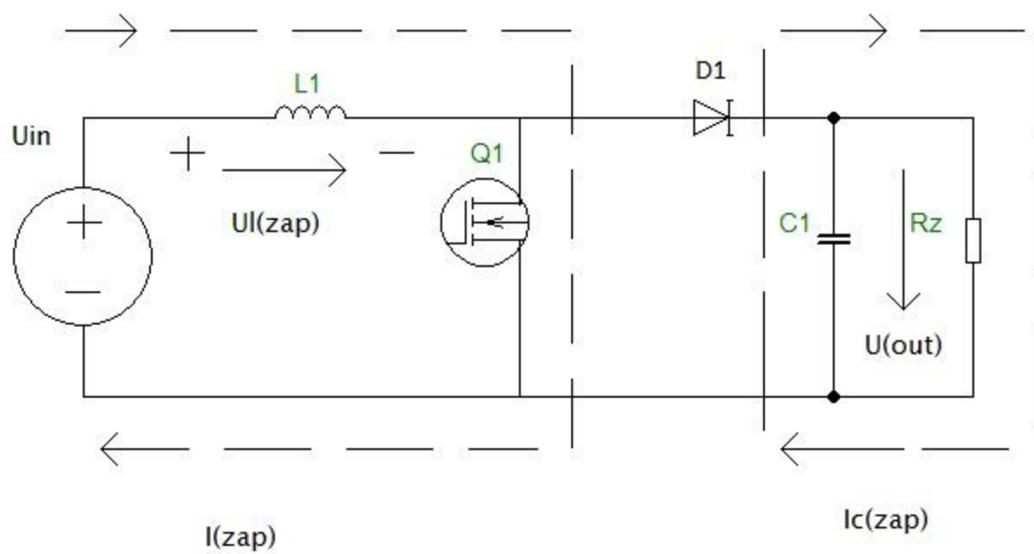 D1
L1
Uin
+
−
Q1
Ul(zap)
+
−
C1
Rz
U(out)
Ic(zap)
I(zap)